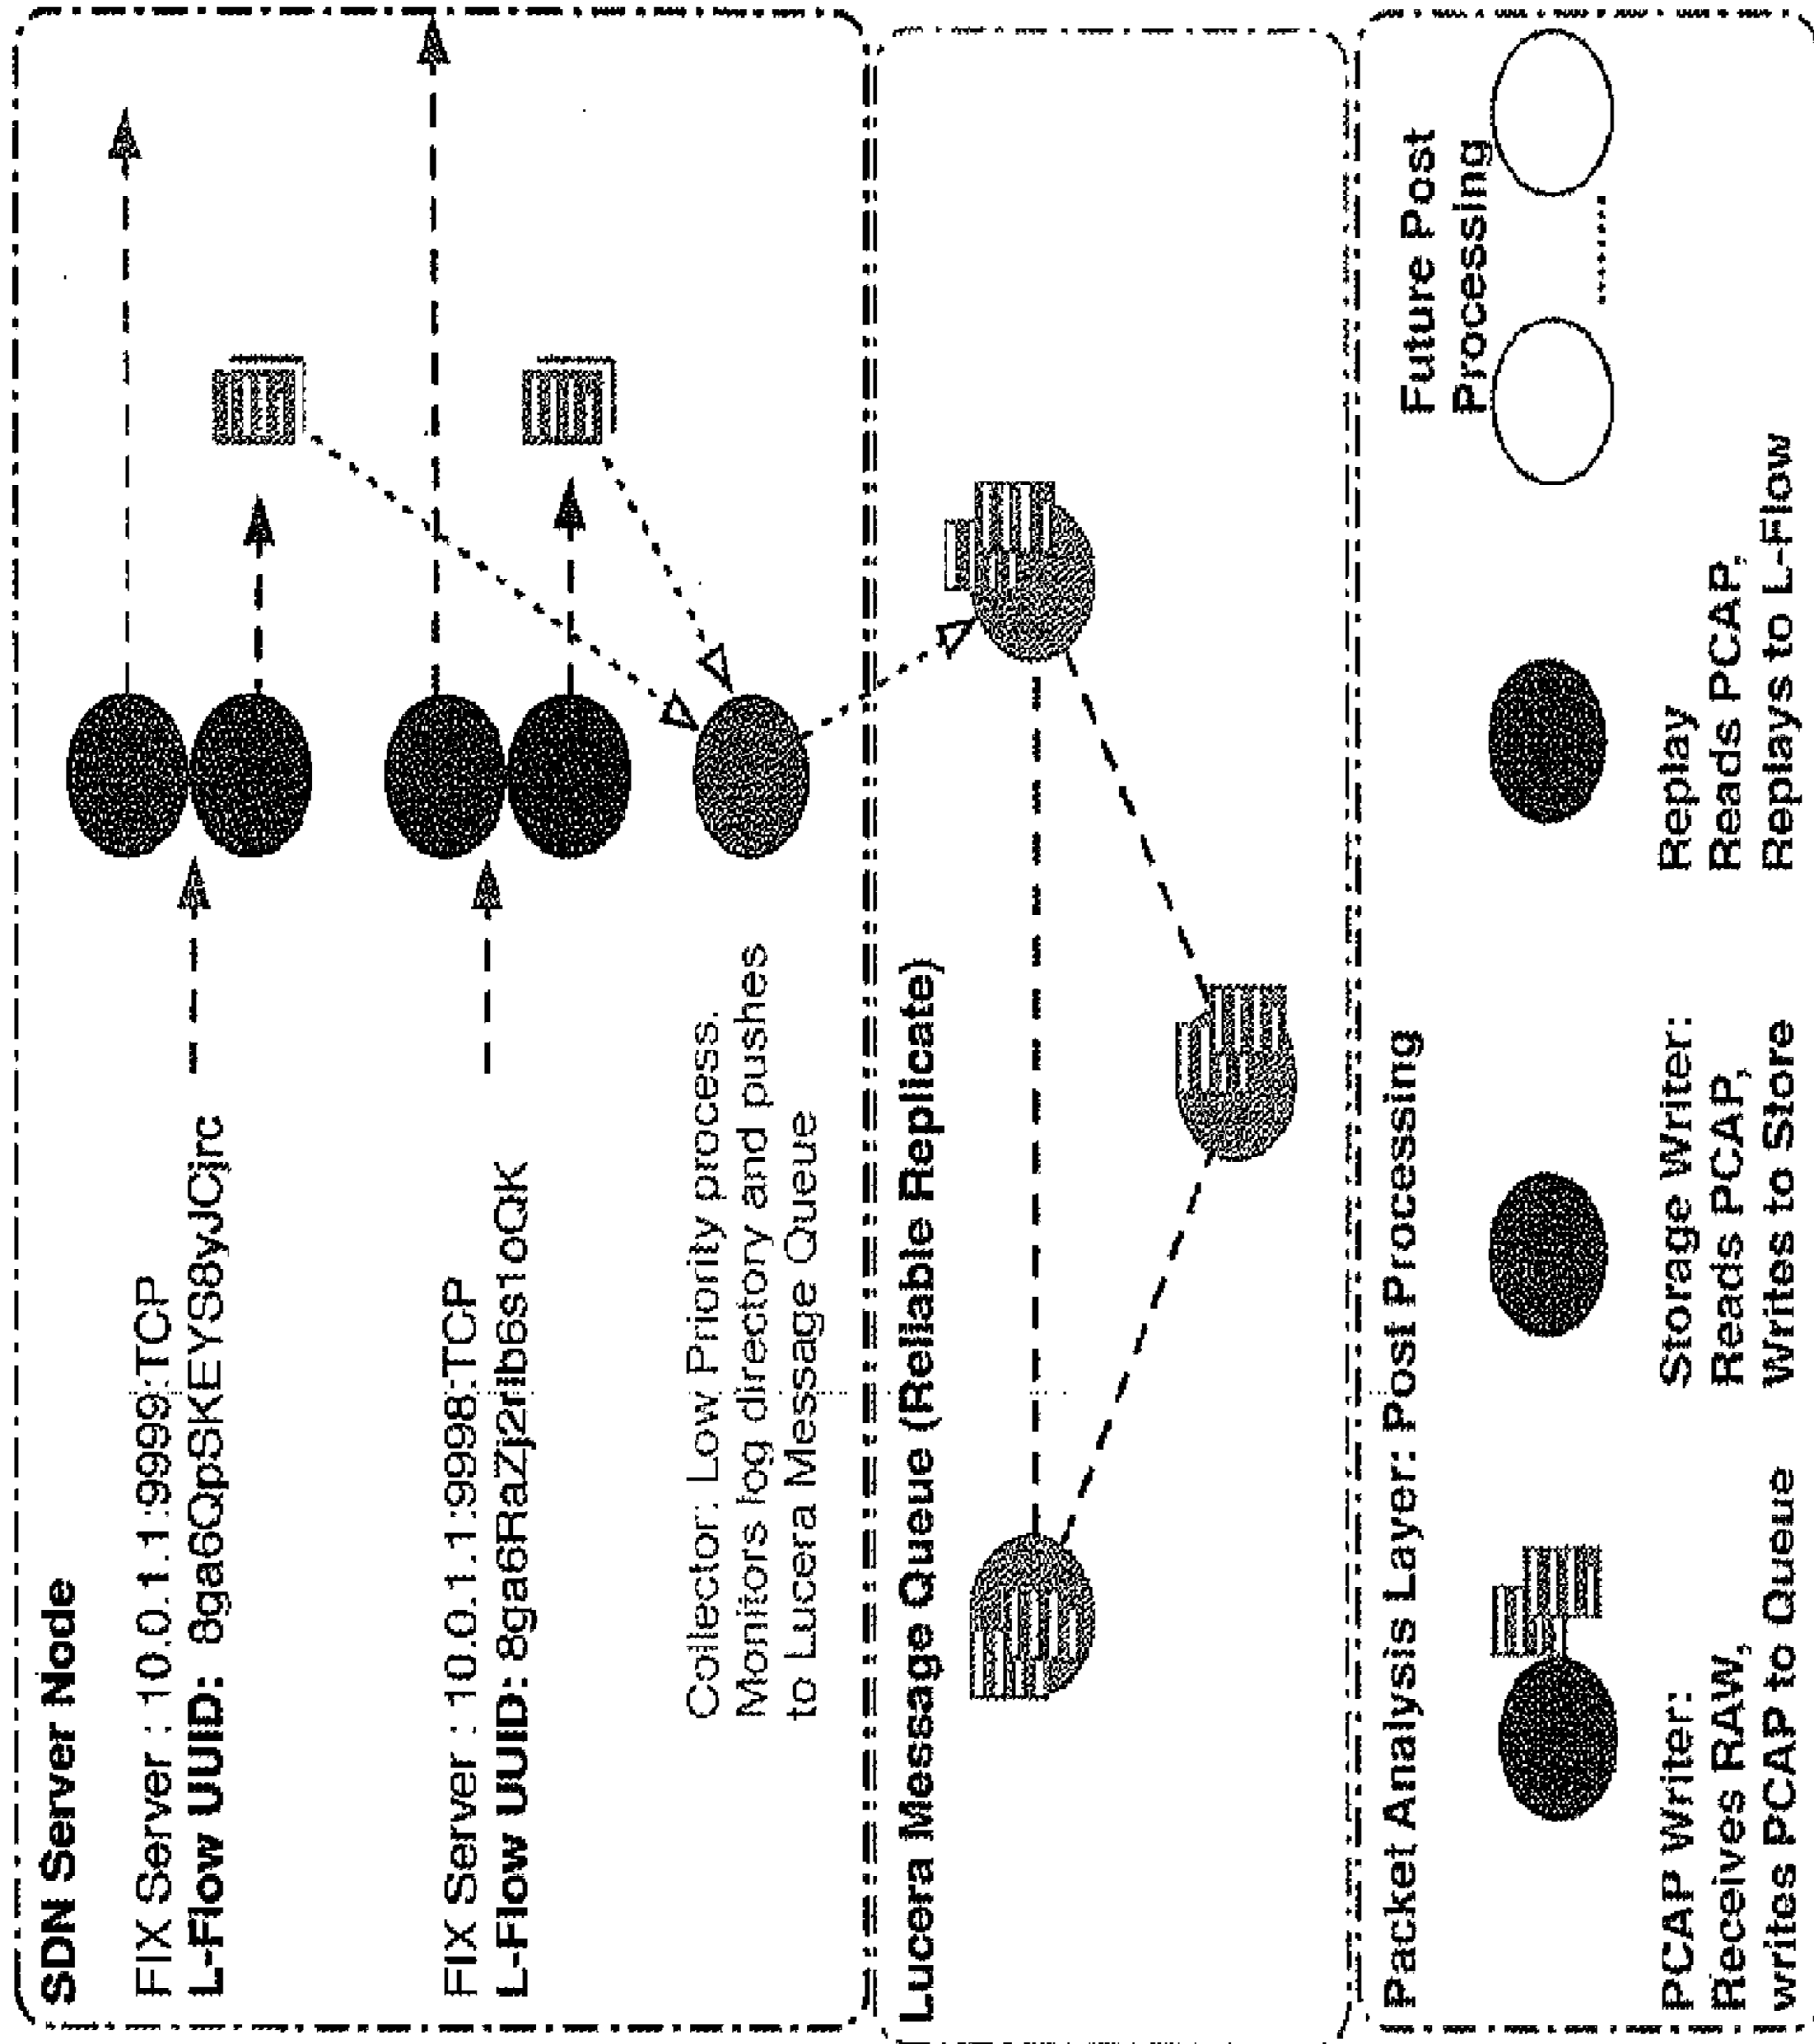 SDN Server Node
FIX Server : 10.0.1.1:9999:TCP
L-Flow UUID: 8ga6QpSKEYS8yJCjrc
FIX Server : 10.0.1.1:9998:TCP
L-Flow UUID: 8ga6RaZj2rlb6s1oQK
Collector: Low Priority process.
Monitors log directory and pushes
to Lucera Message Queue
Lucera Message Queue (Reliable Replicate)
Packet Analysis Layer: Post Processing
PCAP Writer:
Receives RAW,
writes PCAP to Queue
Storage Writer:
Reads PCAP,
Writes to Store
Replay
Reads PCAP,
Replays to L-Flow
Future Post
Processing